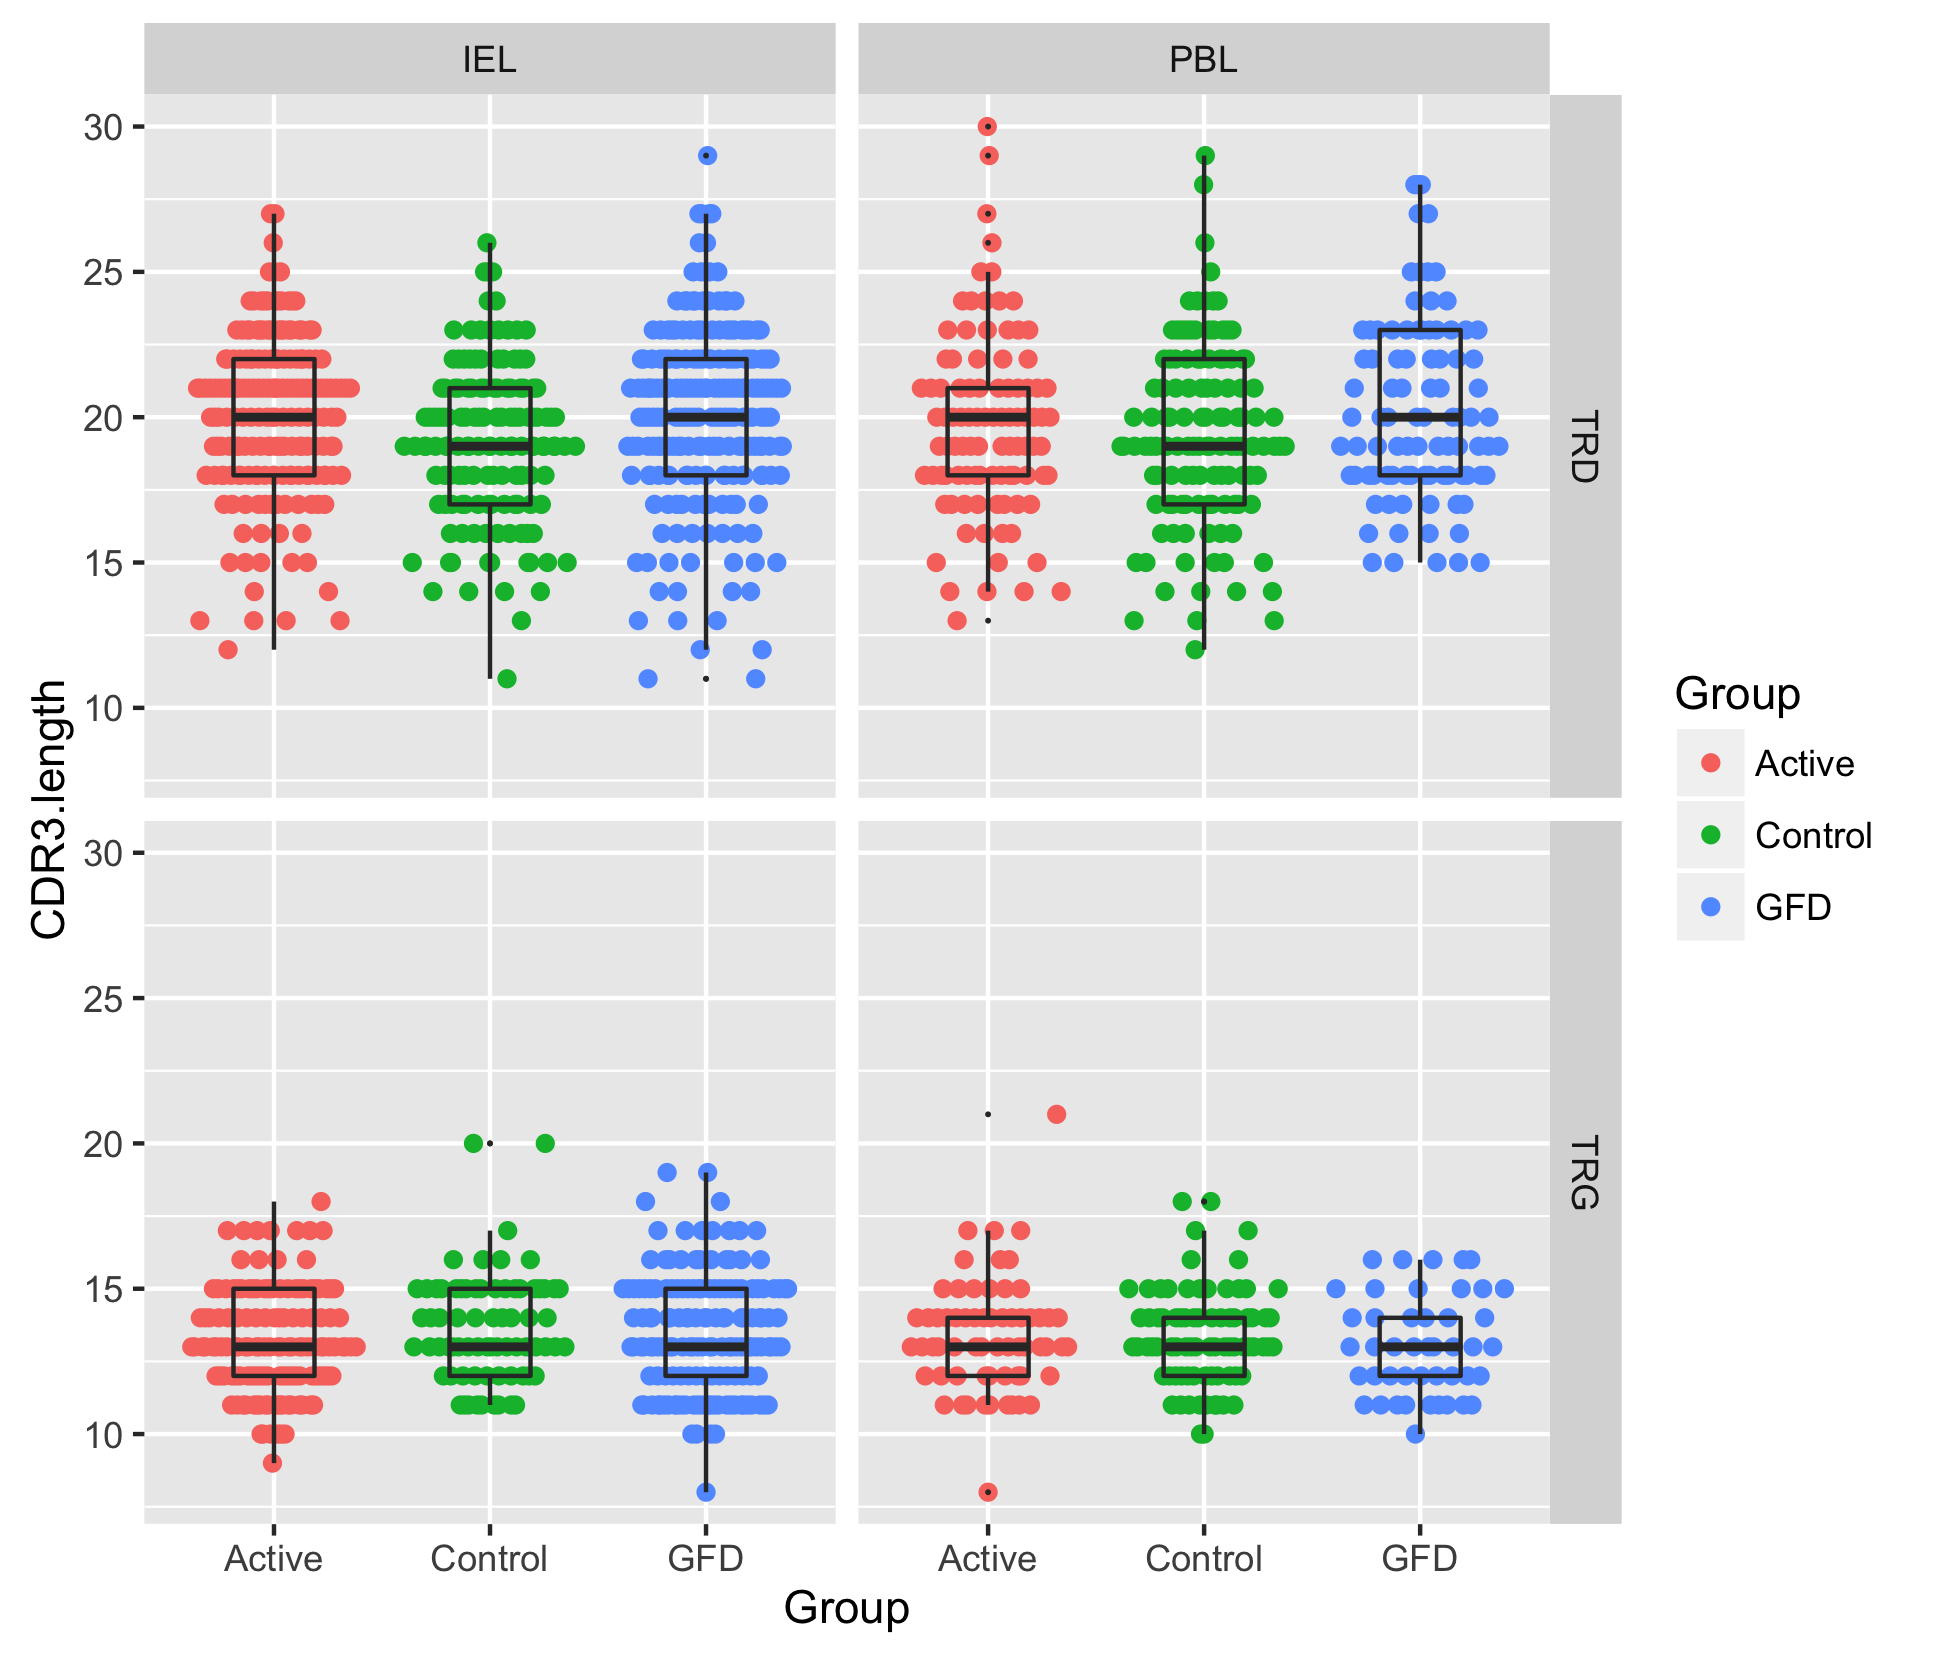 IEL
PBL
30
25
20
15
10
TRD
30
25
20
15
10
TRG
CDR3.length
Active
Control
GFD
Active
Control
GFD
Group
Group
Active
Control
GFD